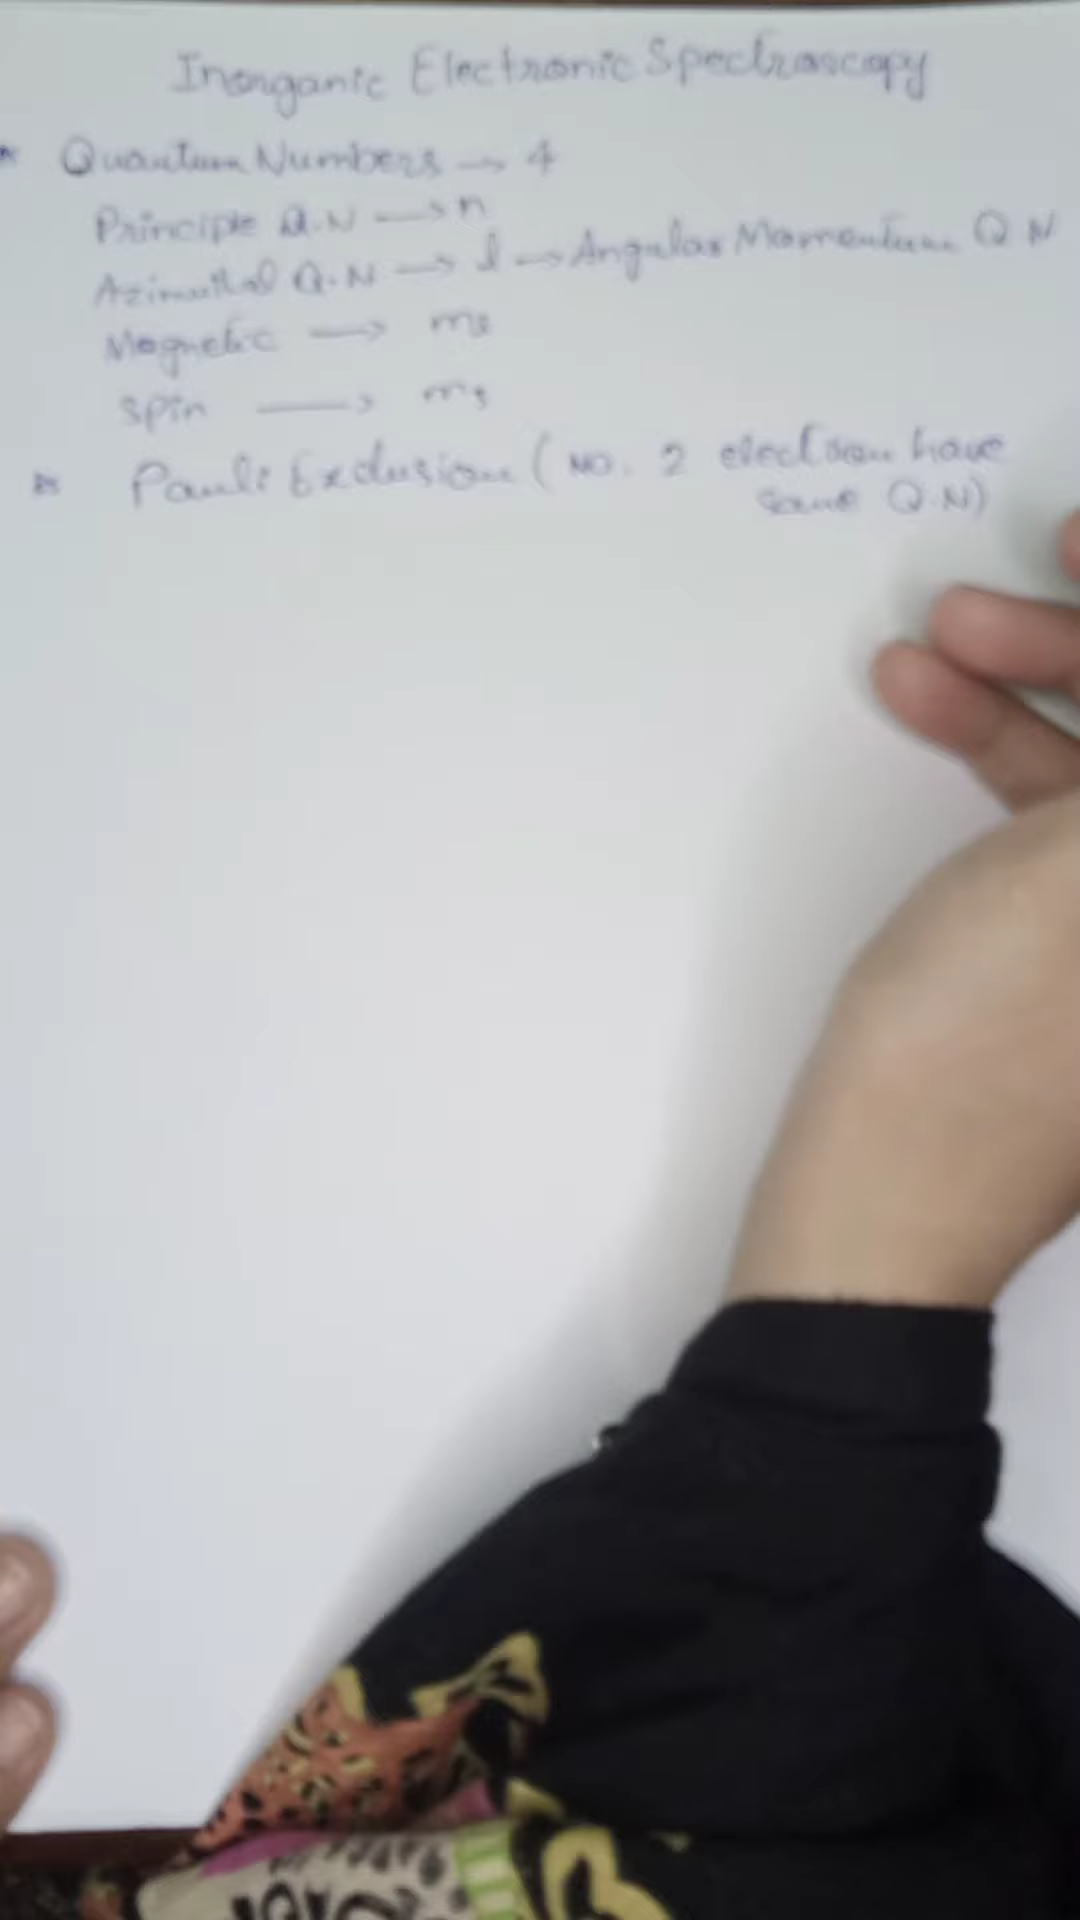 Inorganic Electronic Spectroscopy
Quantum Numbers → 4
Principle Q.N → n
Azimuthal Q.N → l → Angular Momentum Q N
Magnetic → ml
Spin → ms
Pauli Exclusion (NO. 2 electron have
same Q.N)